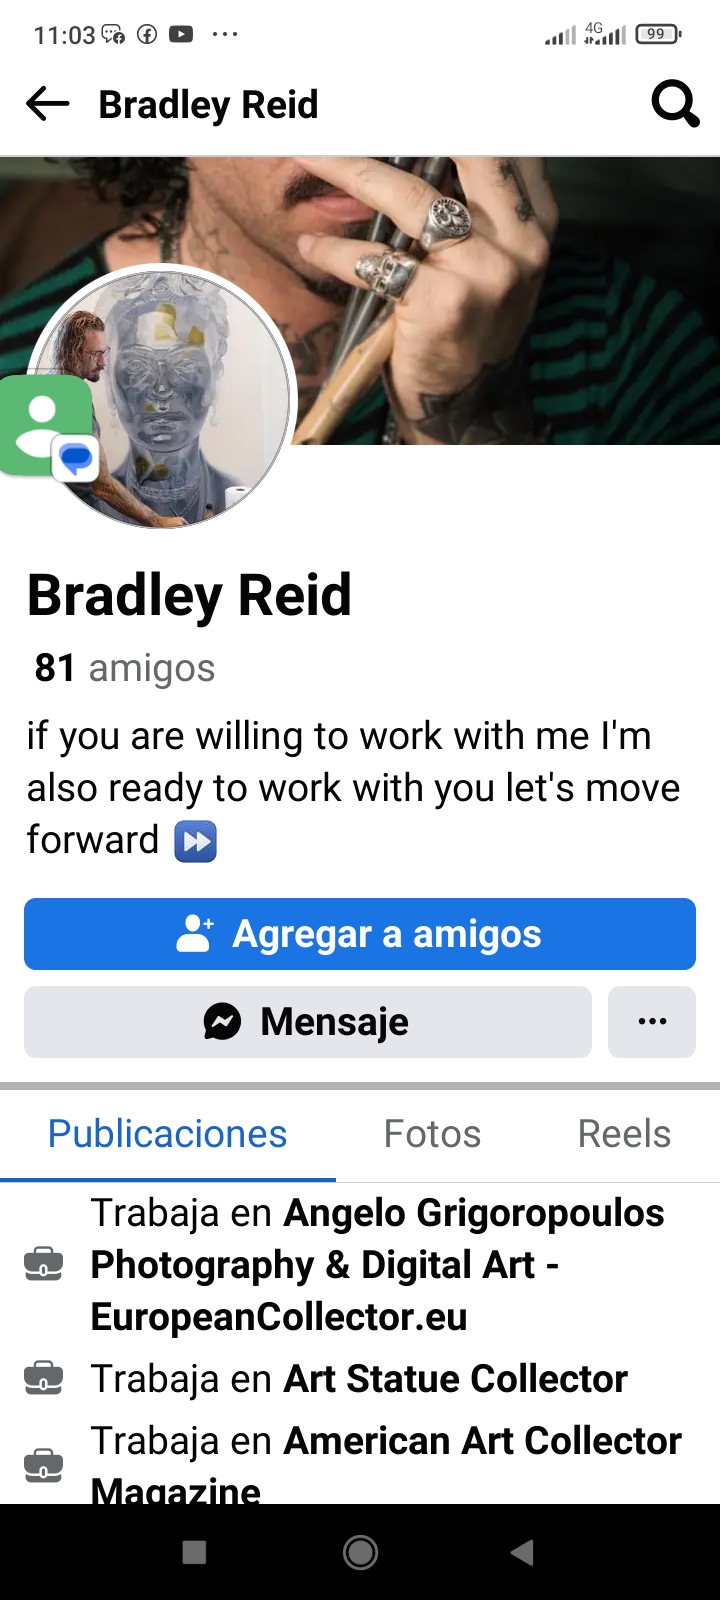 11:03
4G
99
Bradley Reid
Bradley Reid
81 amigos
if you are willing to work with me I'm
also ready to work with you let's move
forward ⏩
Agregar a amigos
Mensaje
Publicaciones
Fotos
Reels
Trabaja en Angelo Grigoropoulos
Photography & Digital Art -
EuropeanCollector.eu
Trabaja en Art Statue Collector
Trabaja en American Art Collector
Magazine